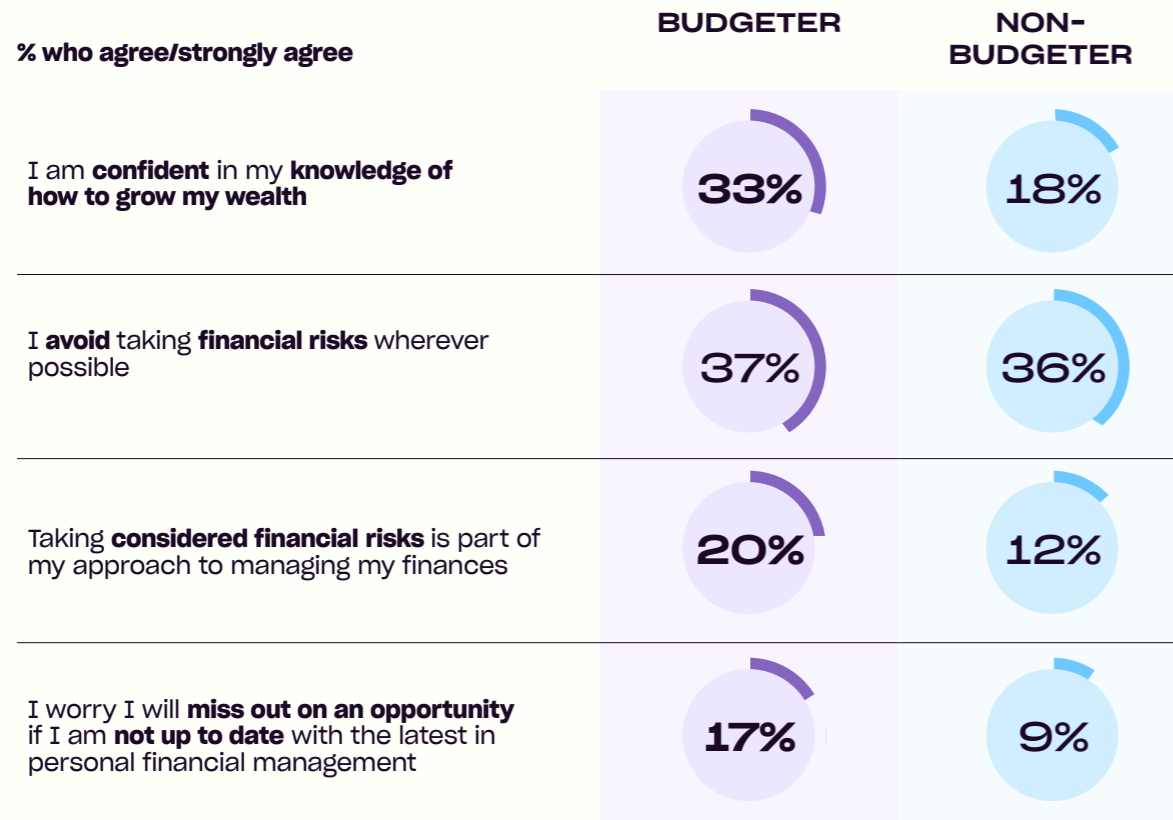 % who agree/strongly agree
BUDGETER
NON-
BUDGETER
I am confident in my knowledge of
how to grow my wealth
33%
18%
I avoid taking financial risks wherever
possible
37%
36%
Taking considered financial risks is part of
my approach to managing my finances
20%
12%
I worry I will miss out on an opportunity
if I am not up to date with the latest in
personal financial management
17%
9%